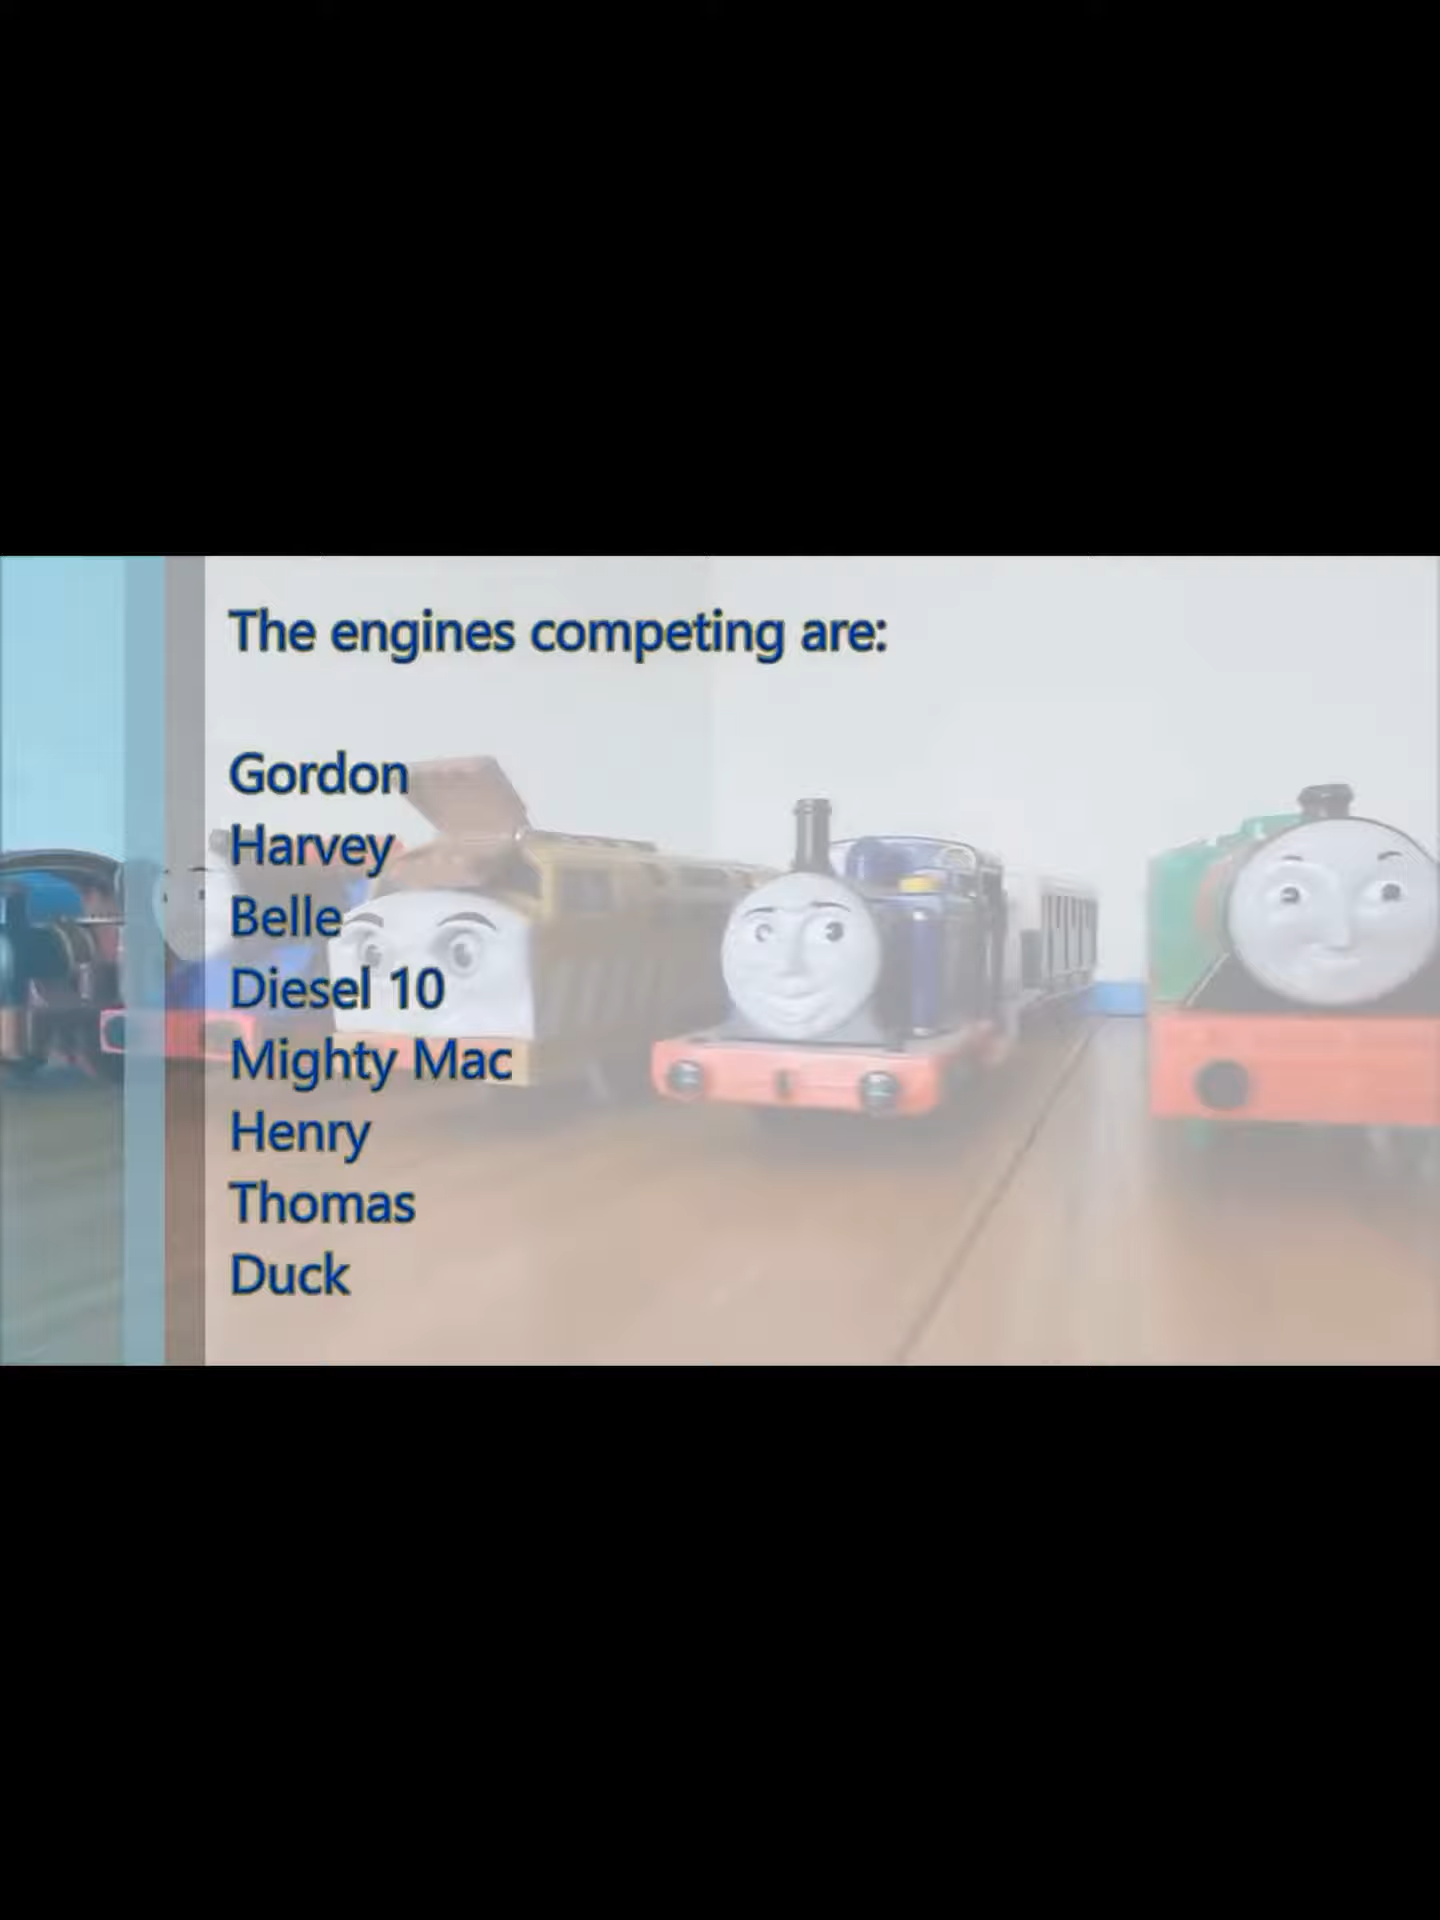 The engines competing are:
Gordon
Harvey
Belle
Diesel 10
Mighty Mac
Henry
Thomas
Duck